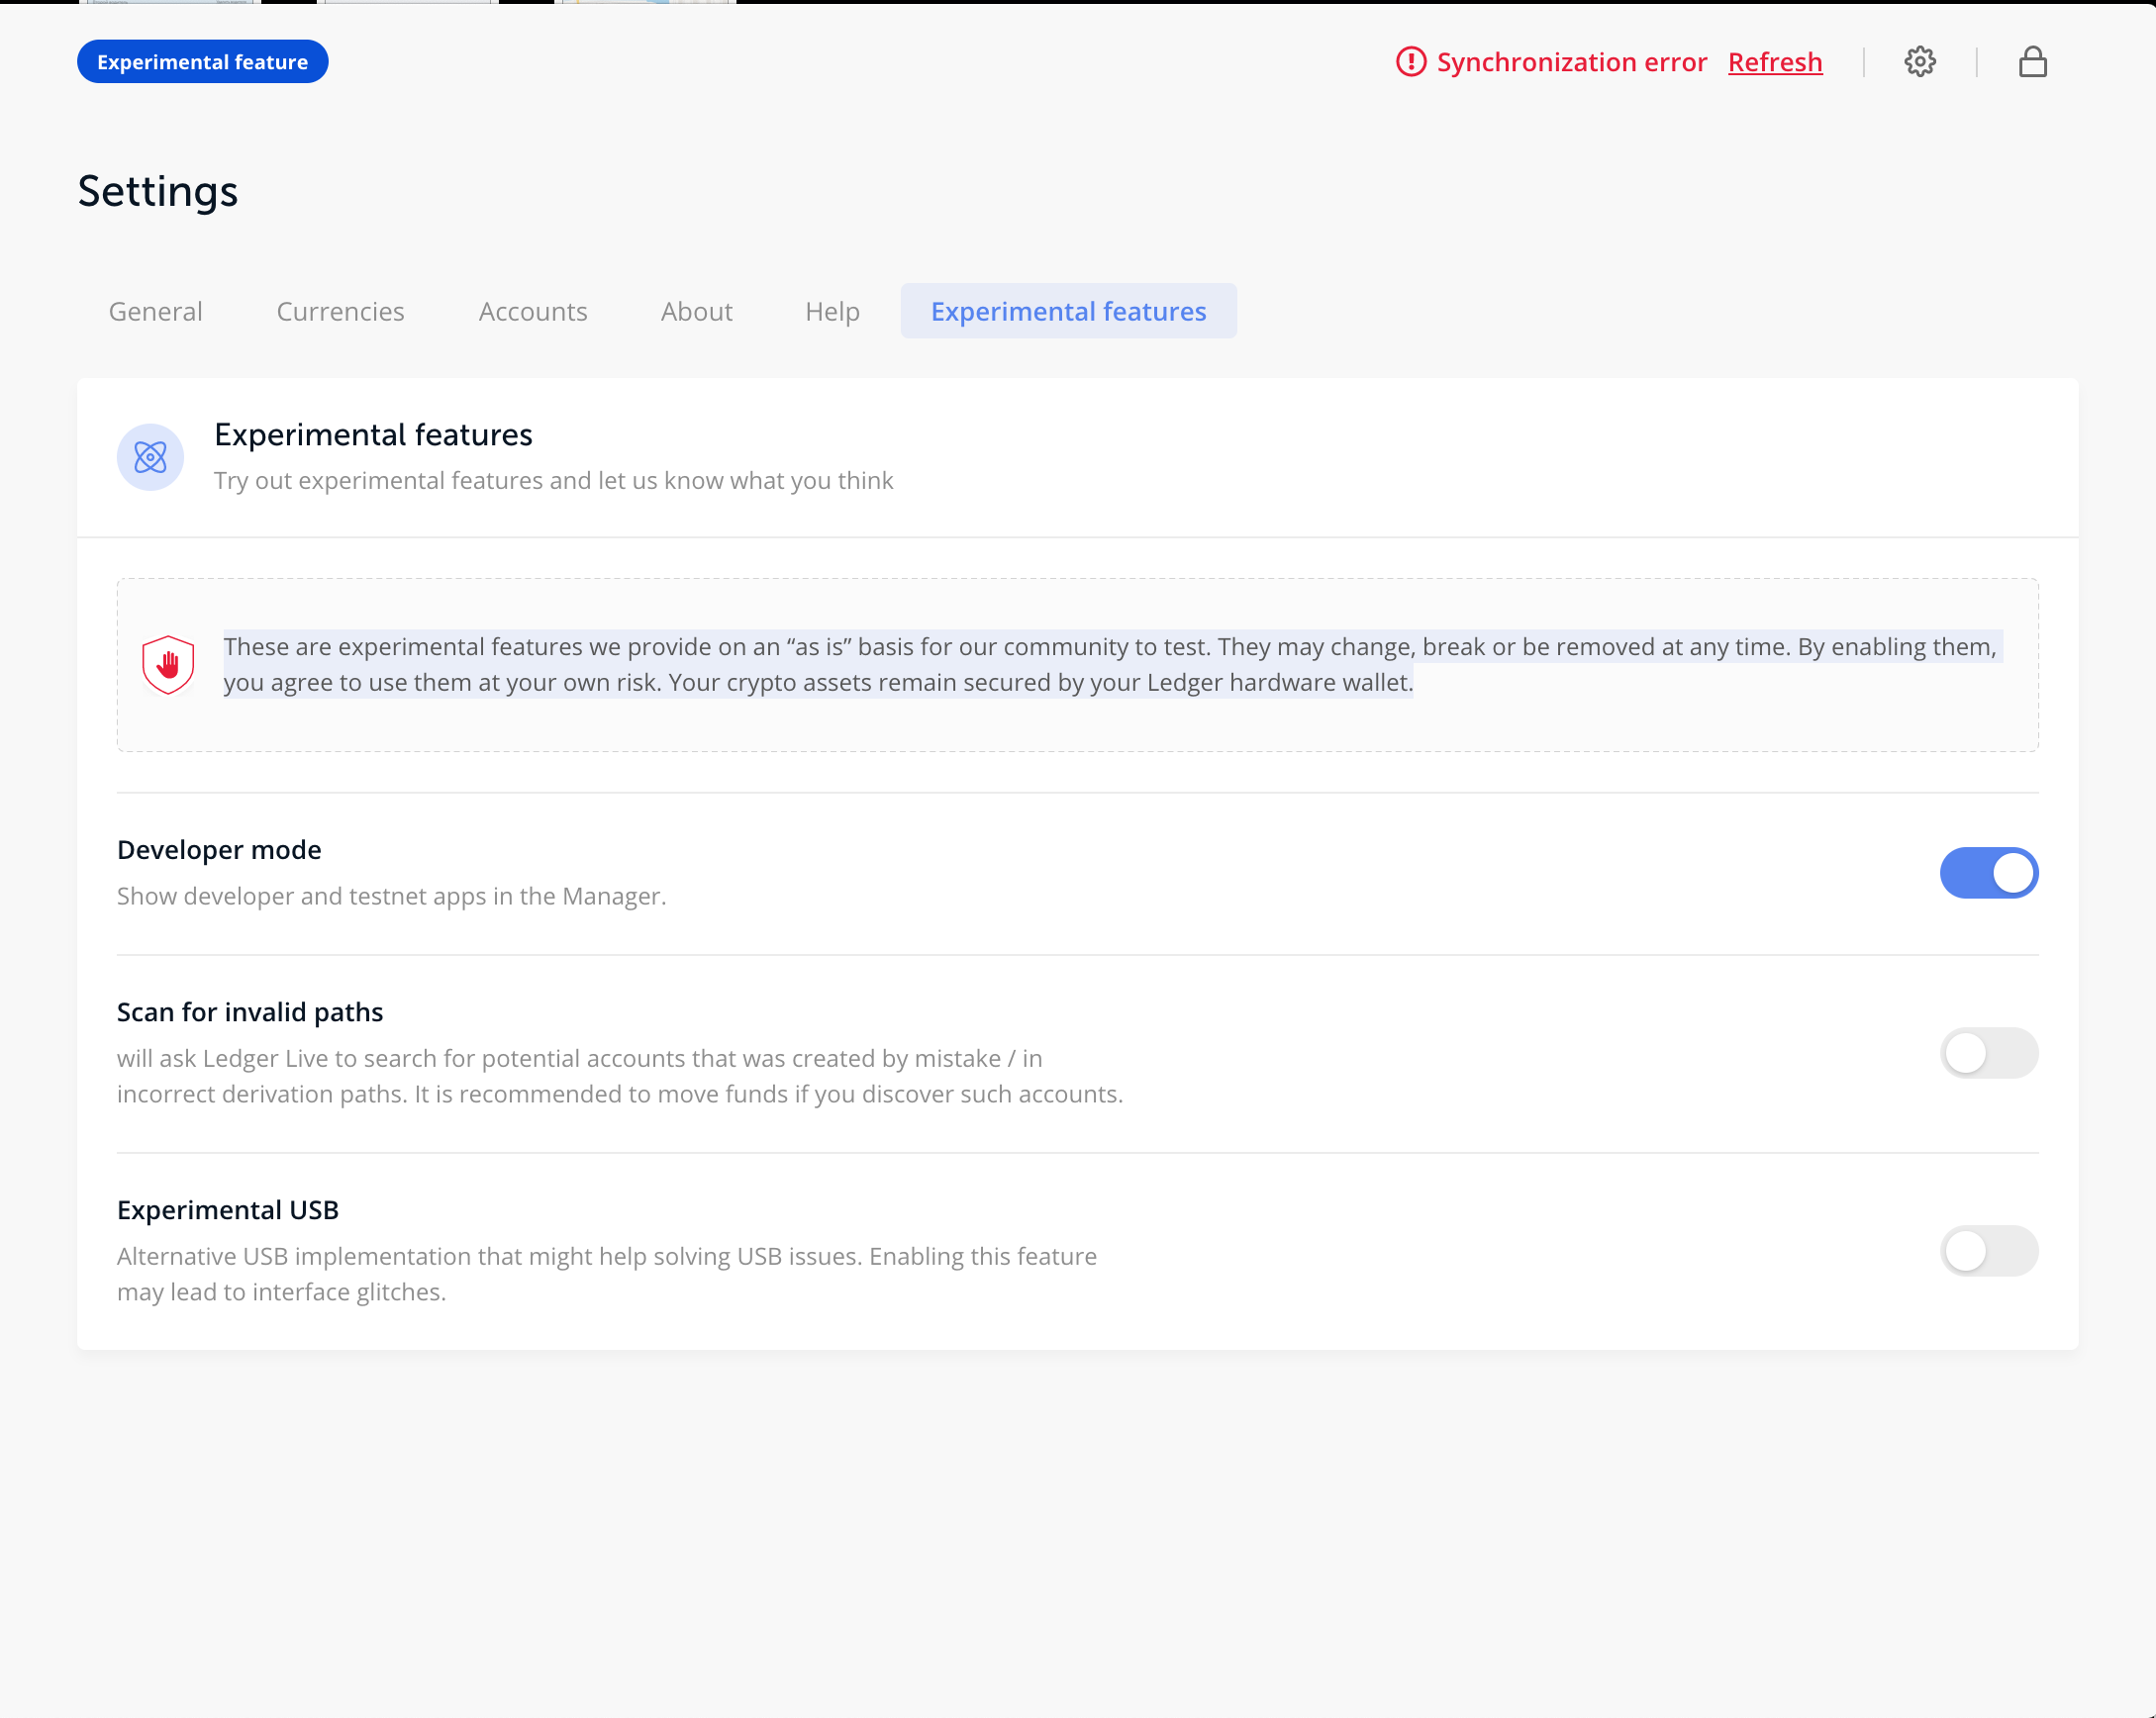 Experimental feature
Synchronization error Refresh
Settings
General Currencies Accounts About Help Experimental features
Experimental features
Try out experimental features and let us know what you think
These are experimental features we provide on an “as is” basis for our community to test. They may change, break or be removed at any time. By enabling them,
you agree to use them at your own risk. Your crypto assets remain secured by your Ledger hardware wallet.
Developer mode
Show developer and testnet apps in the Manager.
Scan for invalid paths
will ask Ledger Live to search for potential accounts that was created by mistake / in
incorrect derivation paths. It is recommended to move funds if you discover such accounts.
Experimental USB
Alternative USB implementation that might help solving USB issues. Enabling this feature
may lead to interface glitches.